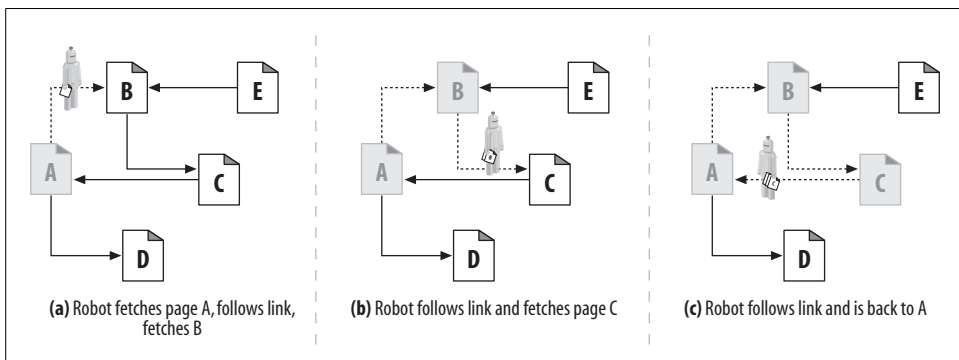 B
E
A
C
D
(a) Robot fetches page A, follows link,
fetches B
B
E
A
C
D
(b) Robot follows link and fetches page C
B
E
A
C
D
(c) Robot follows link and is back to A